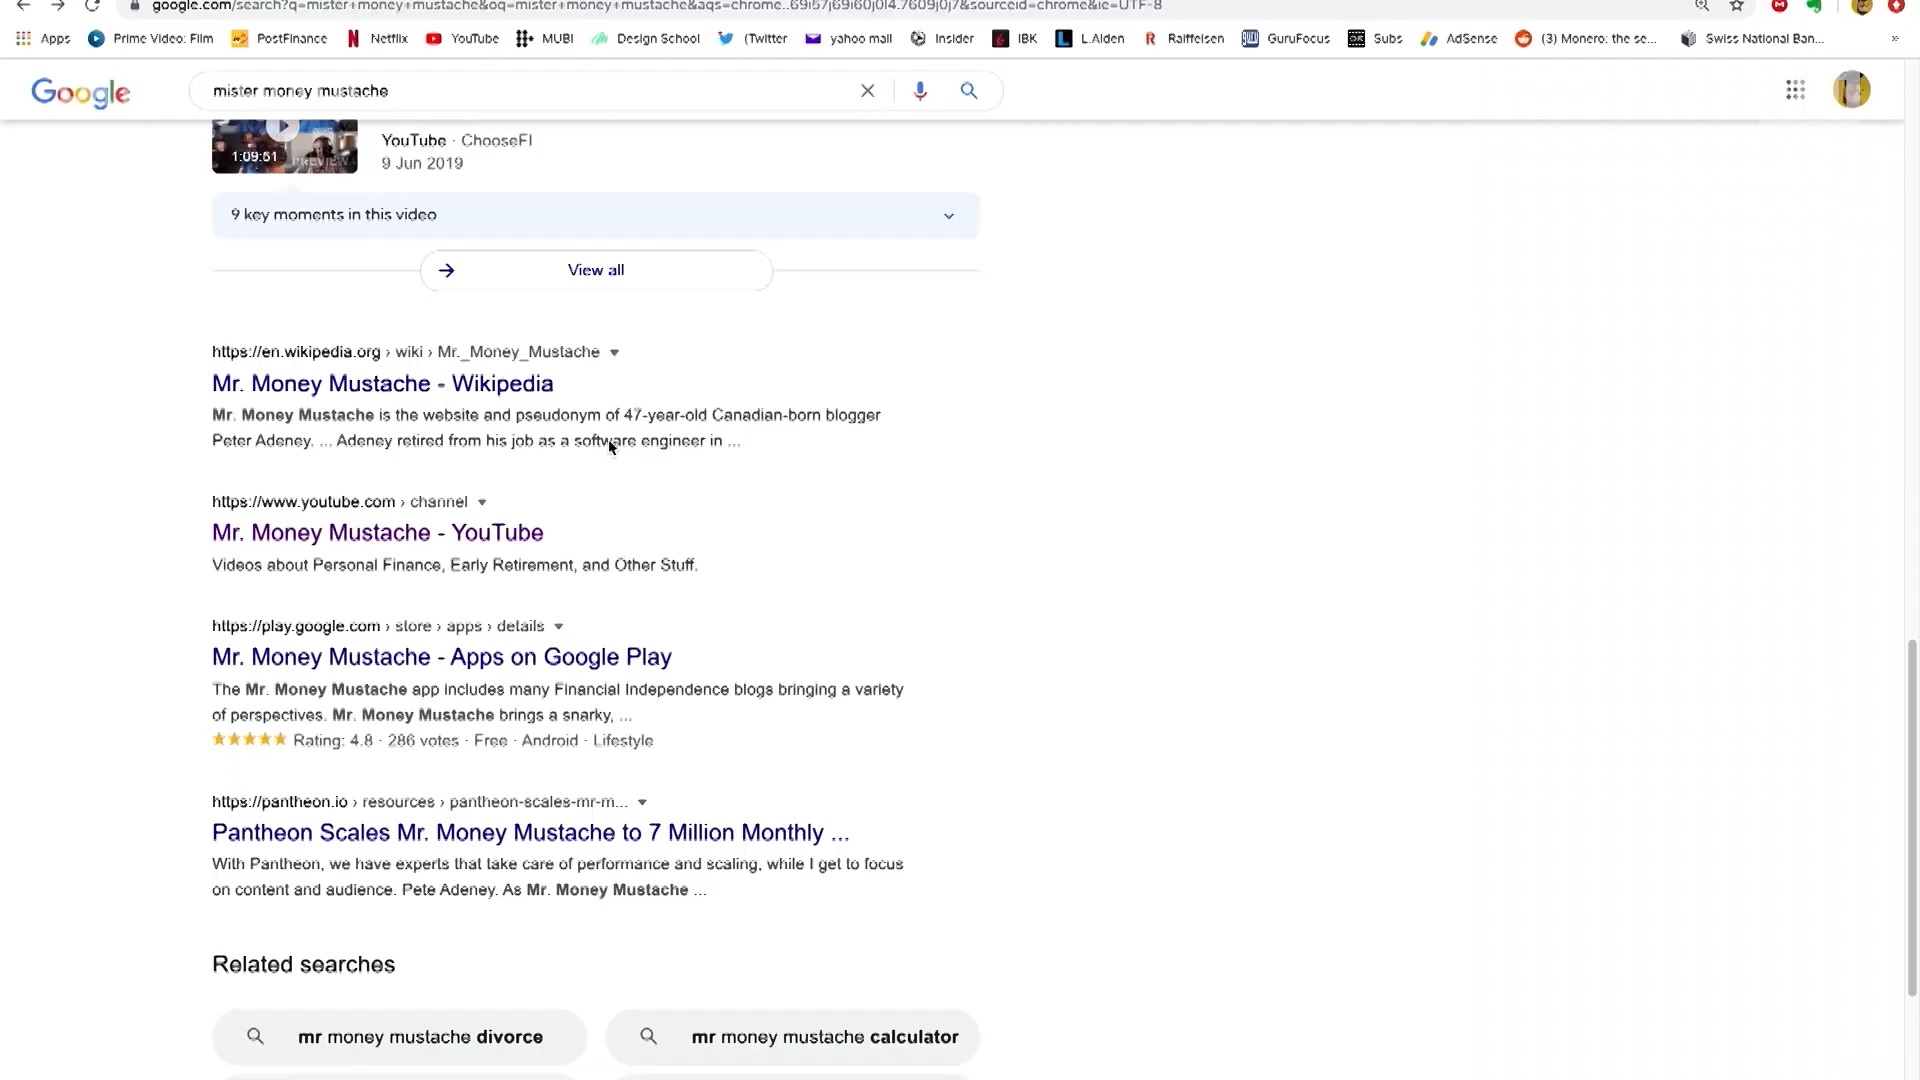 google.com/search?q=mister+money+mustache&oq=mister+money+mustache&aqs=chrome..69i57j69i60j0l4.7609j0j7&sourceid=chrome&ie=UTF-8
Apps Prime Video: Film PostFinance Netflix YouTube MUBI Design School (Twitter yahoo mail Insider IBK L.Alden Raiffeisen GuruFocus Subs AdSense (3) Monero: the se... Swiss National Ban... »
Google mister money mustache
YouTube · ChooseFI
1:09:51 PREVIEW
9 Jun 2019
9 key moments in this video
View all
https://en.wikipedia.org › wiki › Mr._Money_Mustache
Mr. Money Mustache - Wikipedia
Mr. Money Mustache is the website and pseudonym of 47-year-old Canadian-born blogger
Peter Adeney. ... Adeney retired from his job as a software engineer in ...
https://www.youtube.com › channel
Mr. Money Mustache - YouTube
Videos about Personal Finance, Early Retirement, and Other Stuff.
https://play.google.com › store › apps › details
Mr. Money Mustache - Apps on Google Play
The Mr. Money Mustache app includes many Financial Independence blogs bringing a variety
of perspectives. Mr. Money Mustache brings a snarky, ...
Rating: 4.8 · 286 votes · Free · Android · Lifestyle
https://pantheon.io › resources › pantheon-scales-mr-m...
Pantheon Scales Mr. Money Mustache to 7 Million Monthly ...
With Pantheon, we have experts that take care of performance and scaling, while I get to focus
on content and audience. Pete Adeney. As Mr. Money Mustache ...
Related searches
mr money mustache divorce
mr money mustache calculator